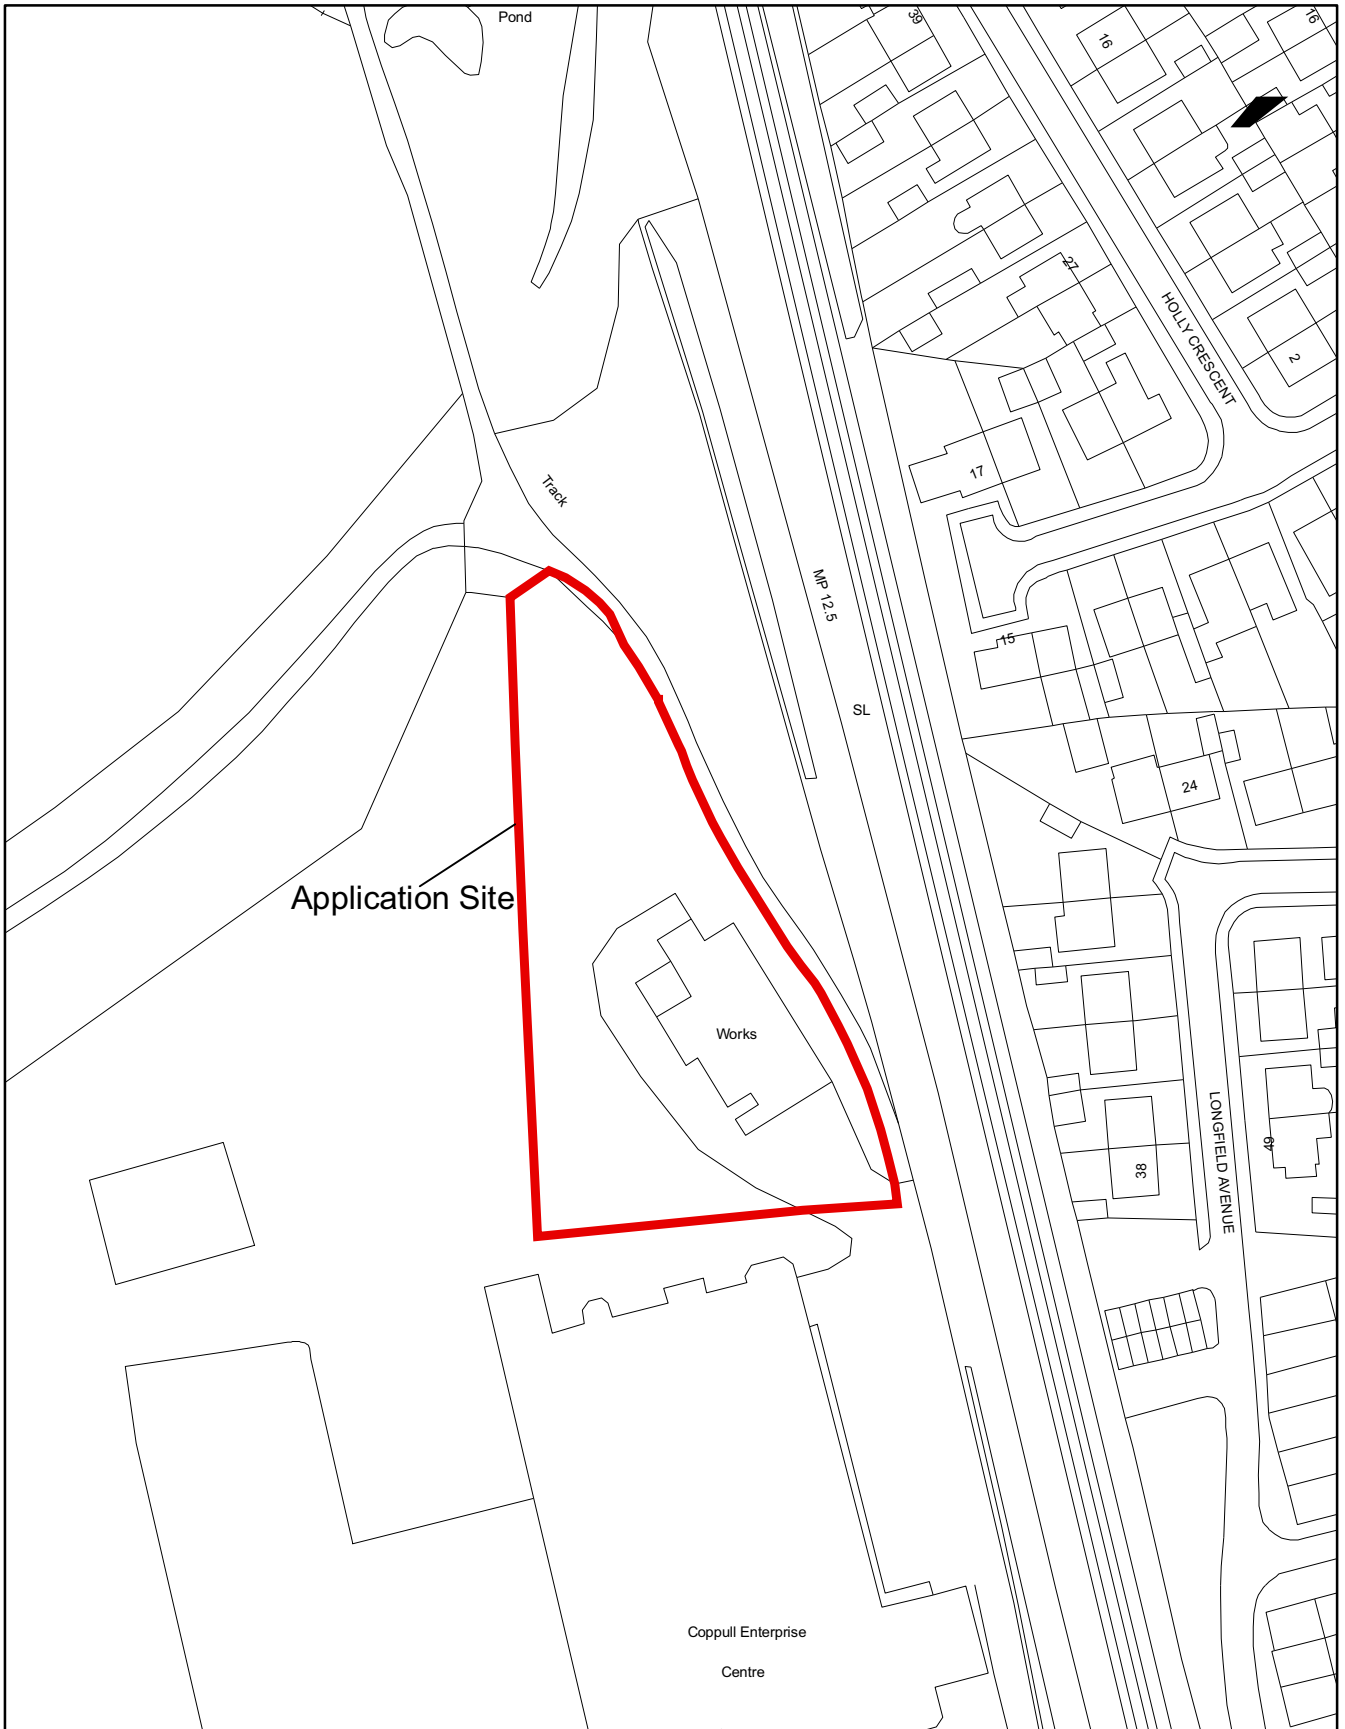 Pond
39
16
16
27
HOLLY CRESCENT
2
17
Track
MP 12.5
15
SL
24
Application Site
Works
LONGFIELD AVENUE
49
38
Coppull Enterprise
Centre